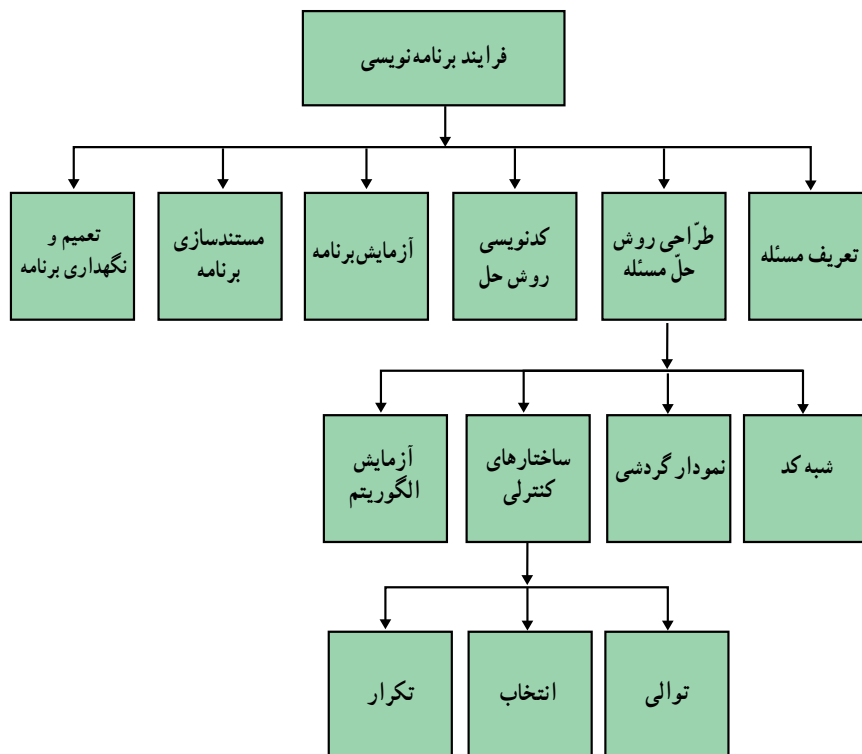 فرایند برنامه‌نویسی
تعریف مسئله
طرّاحی روش
حلّ مسئله
کدنویسی
روش حل
آزمایش‌برنامه
مستندسازی
برنامه
تعمیم و
نگهداری برنامه
شبه کد
نمودار گردشی
ساختارهای
کنترلی
آزمایش
الگوریتم
توالی
انتخاب
تکرار